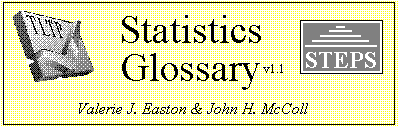 TLTP
Statistics
Glossary v1.1
STEPS
Valerie J. Easton & John H. McColl